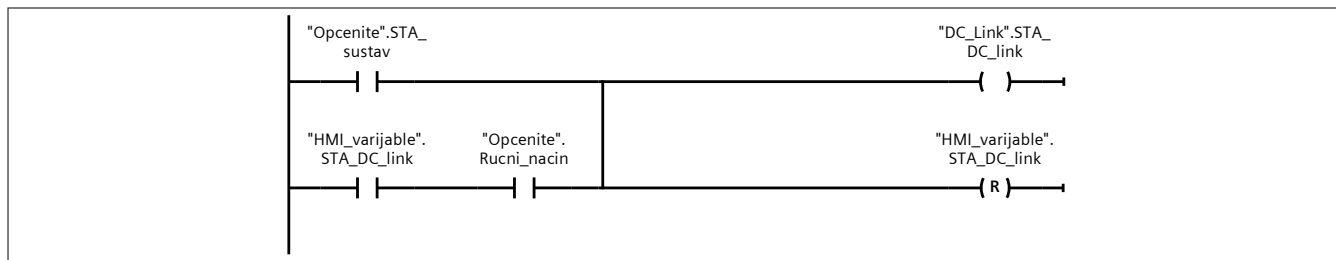 "Opcenite".STA_
sustav
"DC_Link".STA_
DC_link
"HMI_varijable".
STA_DC_link
"Opcenite".
Rucni_nacin
"HMI_varijable".
STA_DC_link
R